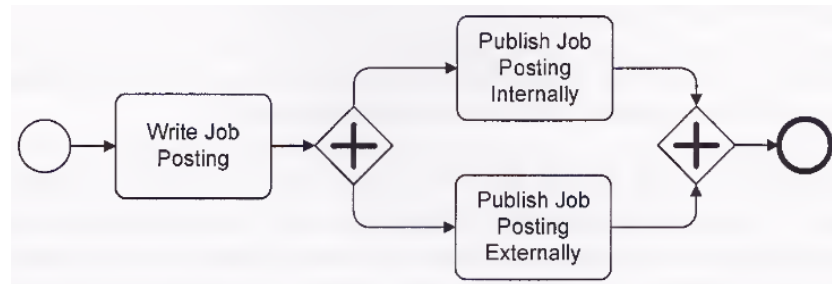 Write Job
Posting
Publish Job
Posting
Internally
Publish Job
Posting
Externally